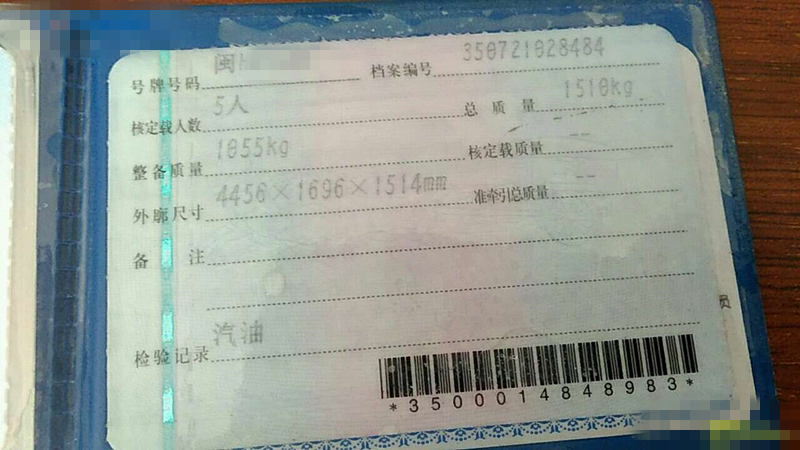 号牌号码 闽H 档案编号 350721028484
核定载人数 5人 总质量 1510kg
整备质量 1055kg 核定载质量 --
外廓尺寸 4456×1696×1514mm 准牵引总质量 --
备注
检验记录 汽油
*3500014848983*